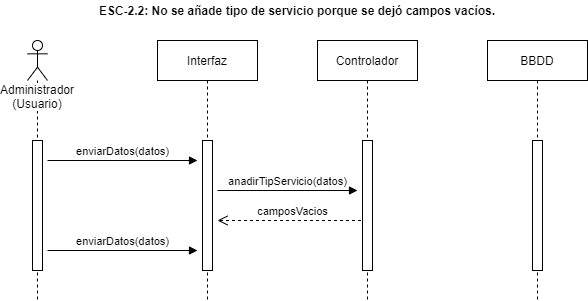 ESC-2.2: No se añade tipo de servicio porque se dejó campos vacíos.
Interfaz
Controlador
BBDD
Administrador
(Usuario)
enviarDatos(datos)
anadirTipServicio(datos)
camposVacios
enviarDatos(datos)